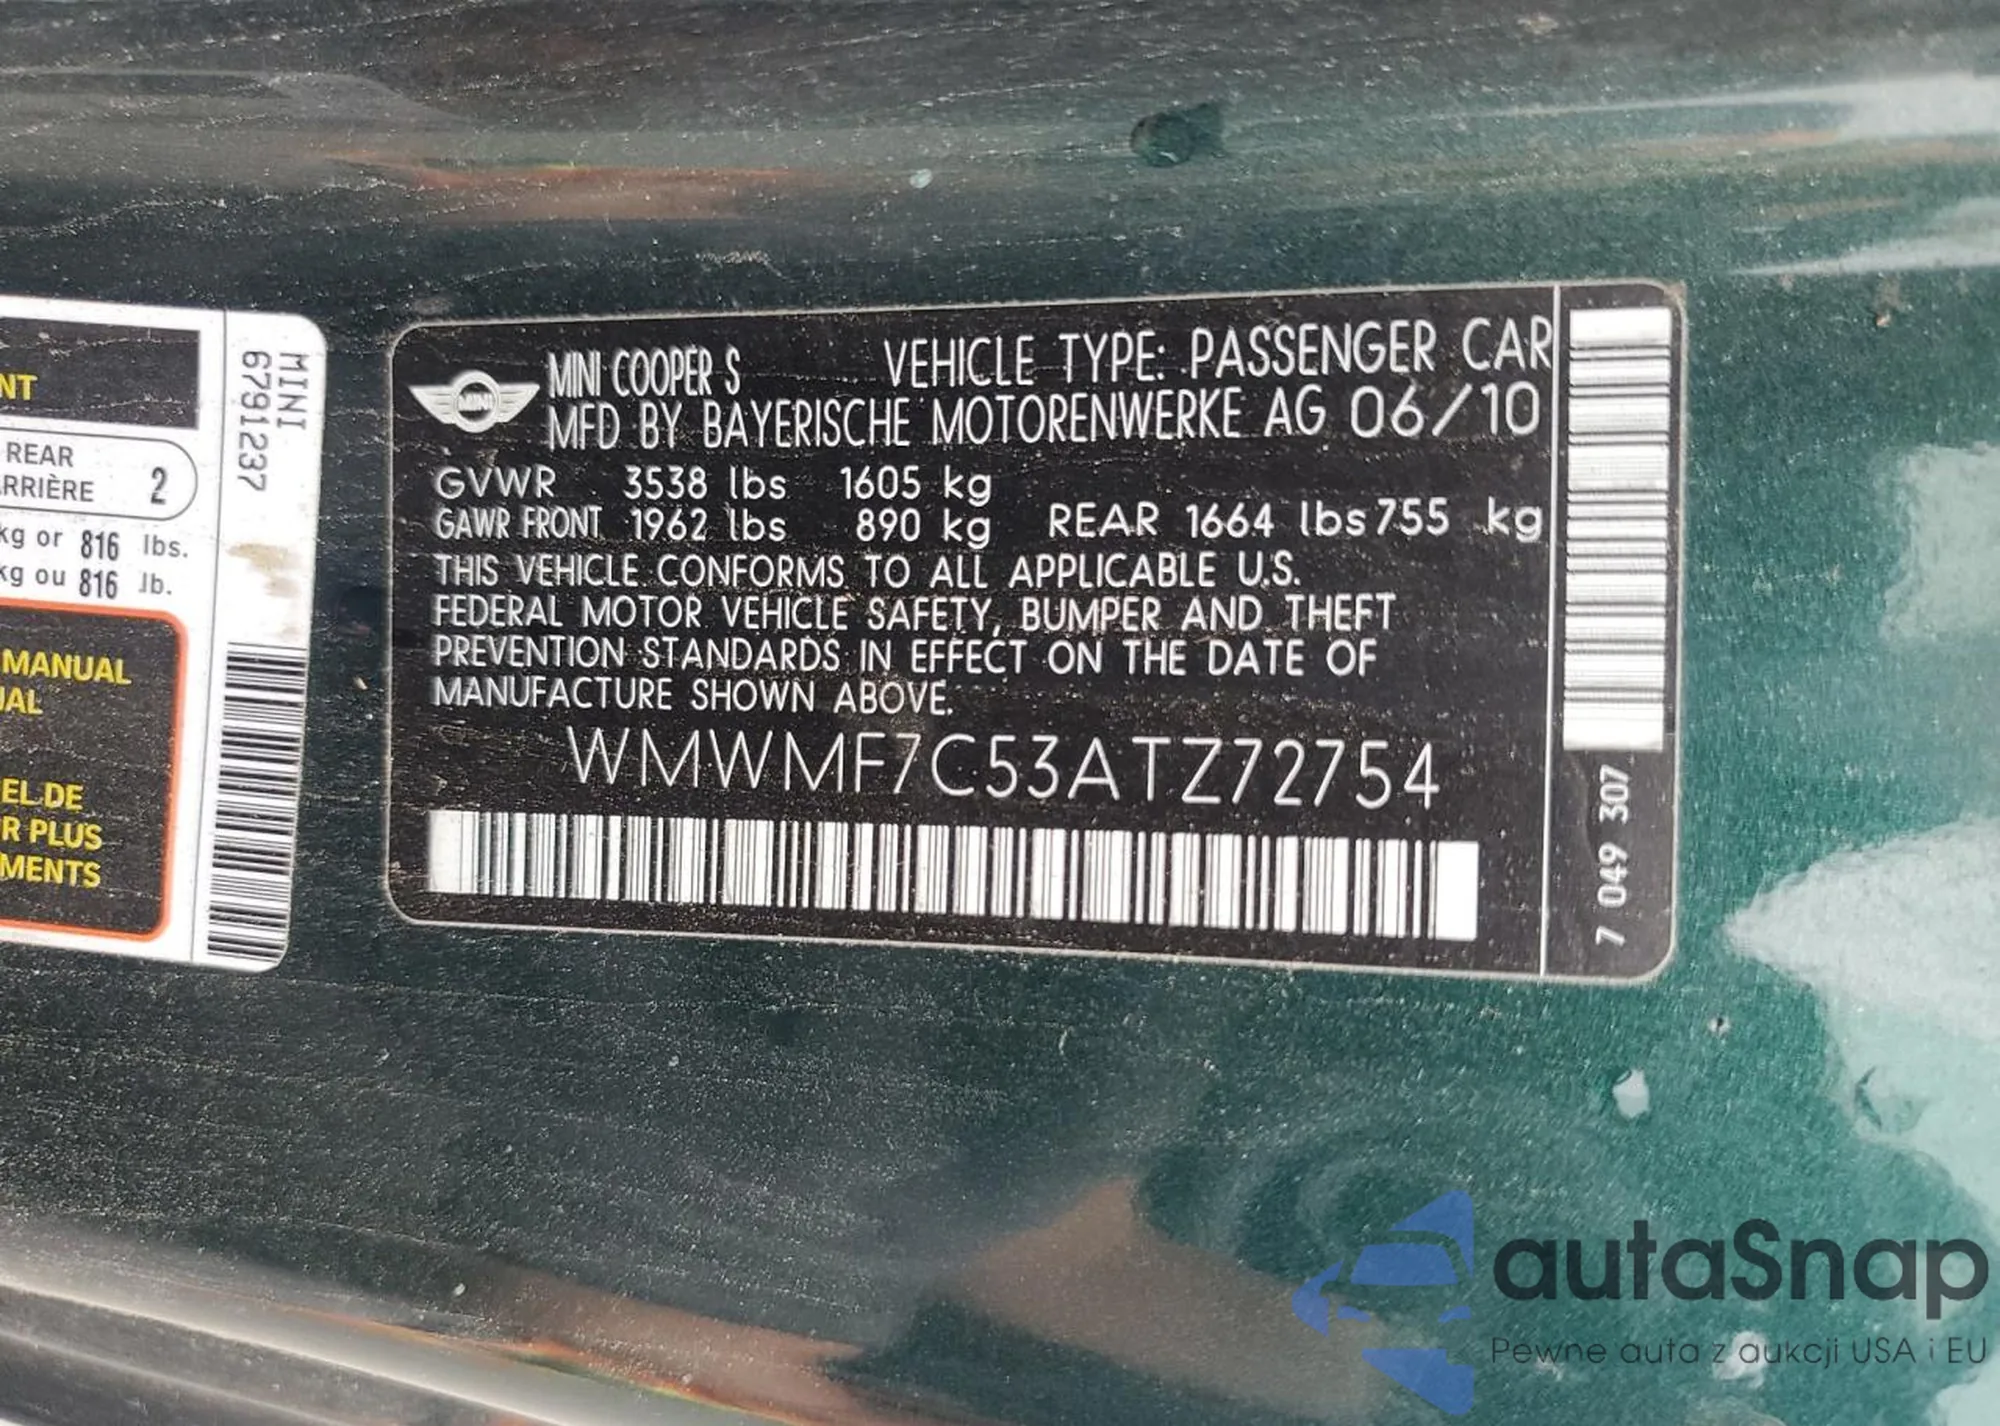 NT
REAR
RRIÈRE 2
kg or 816 lbs.
kg ou 816 lb.
MANUAL
UAL
EL DE
R PLUS
MENTS
MINI
6791237
MINI
MINI COOPER S VEHICLE TYPE: PASSENGER CAR
MFD BY BAYERISCHE MOTORENWERKE AG 06/10
GVWR 3538 lbs 1605 kg
GAWR FRONT 1962 lbs 890 kg REAR 1664 lbs 755 kg
THIS VEHICLE CONFORMS TO ALL APPLICABLE U.S.
FEDERAL MOTOR VEHICLE SAFETY, BUMPER AND THEFT
PREVENTION STANDARDS IN EFFECT ON THE DATE OF
MANUFACTURE SHOWN ABOVE.
WMWMF7C53ATZ72754
7 049 307
autaSnap
Pewne auta z aukcji USA i EU